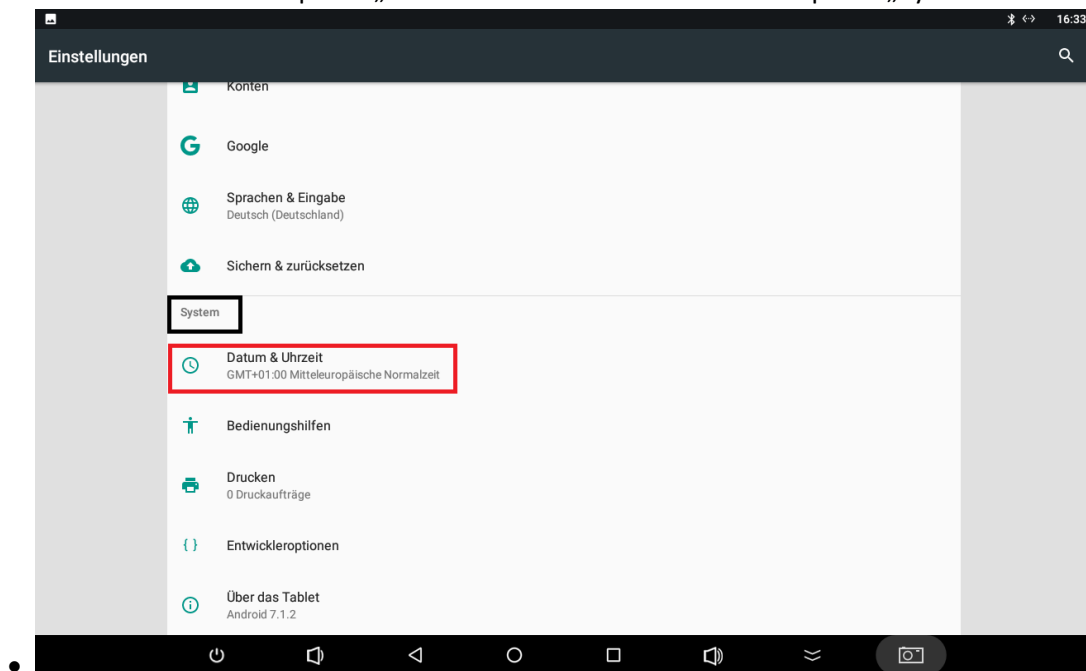 16:33
Einstellungen
Konten
Google
Sprachen & Eingabe
Deutsch (Deutschland)
Sichern & zurücksetzen
System
Datum & Uhrzeit
GMT+01:00 Mitteleuropäische Normalzeit
Bedienungshilfen
Drucken
0 Druckaufträge
{ }
Entwickleroptionen
Über das Tablet
Android 7.1.2